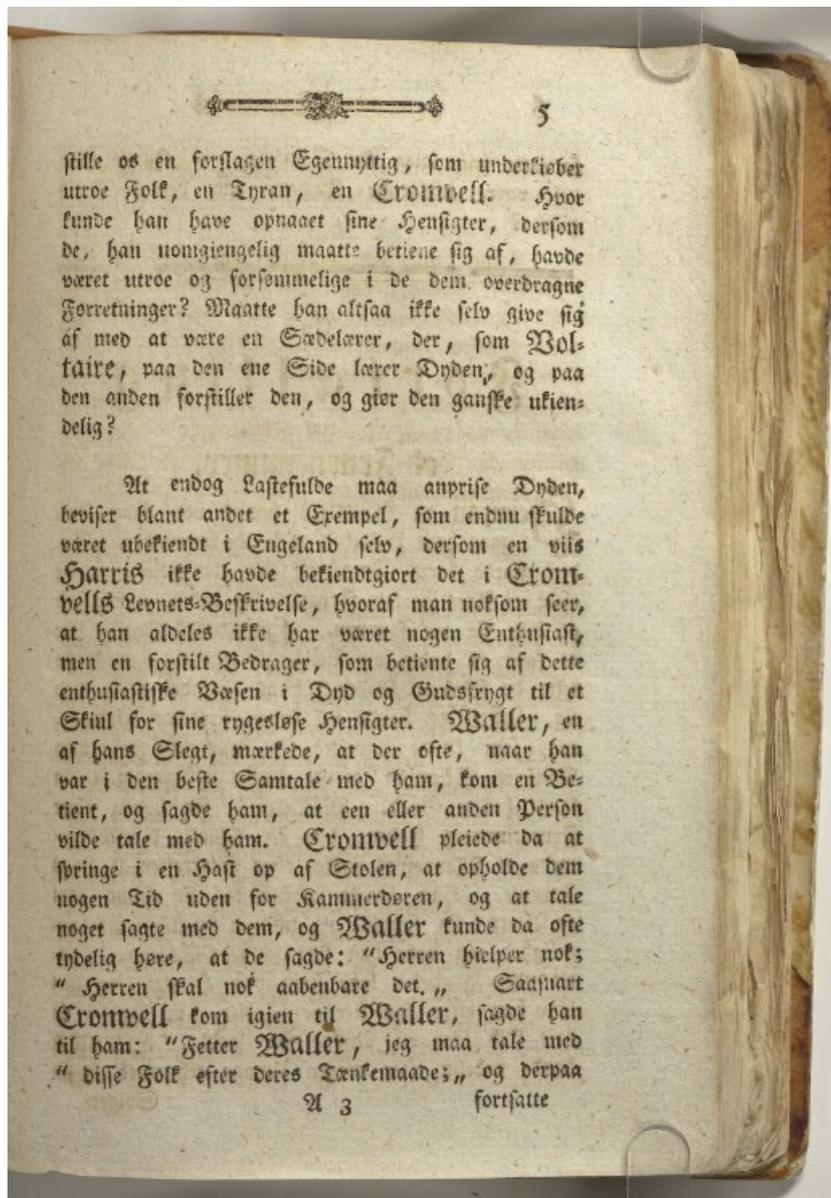 5
stille os en forslagen Egennyttig, som underkiøber
utroe Folk, en Tyran, en Cromvell. Hvor
kunde han have opnaaet sine Hensigter, dersom
de, han uomgiengelig maatte betiene sig af, havde
været utroe og forsømmelige i de dem overdragne
Forretninger? Maatte han altsaa ikke selv give sig
af med at være en Sædelærer, der, som Vol-
taire, paa den ene Side lærer Dyden, og paa
den anden forstiller den, og giør den ganske ukien-
delig?
At endog Lastefulde maa anprise Dyden,
beviser blant andet et Exempel, som endnu skulde
været ubekiendt i Engeland selv, dersom en viis
Harris ikke havde bekiendtgiort det i Crom-
vells Levnets-Beskrivelse, hvoraf man noksom seer,
at han aldeles ikke har været nogen Enthusiast,
men en forstilt Bedrager, som betiente sig af dette
enthusiastiske Væsen i Dyd og Gudsfrygt til et
Skiul for sine rygesløse Hensigter. Waller, en
af hans Slegt, mærkede, at der ofte, naar han
var i den beste Samtale med ham, kom en Be-
tient, og sagde ham, at een eller anden Person
vilde tale med ham. Cromvell pleiede da at
springe i en Hast op af Stolen, at opholde dem
nogen Tid uden for Kammerdøren, og at tale
noget sagte med dem, og Waller kunde da ofte
tydelig høre, at de sagde: "Herren hielper nok;
" Herren skal nok aabenbare det. „ Saasnart
Cromvell kom igien til Waller, sagde han
til ham: "Fetter Waller, jeg maa tale med
" disse Folk efter deres Tænkemaade;„ og derpaa
A 3 fortsatte